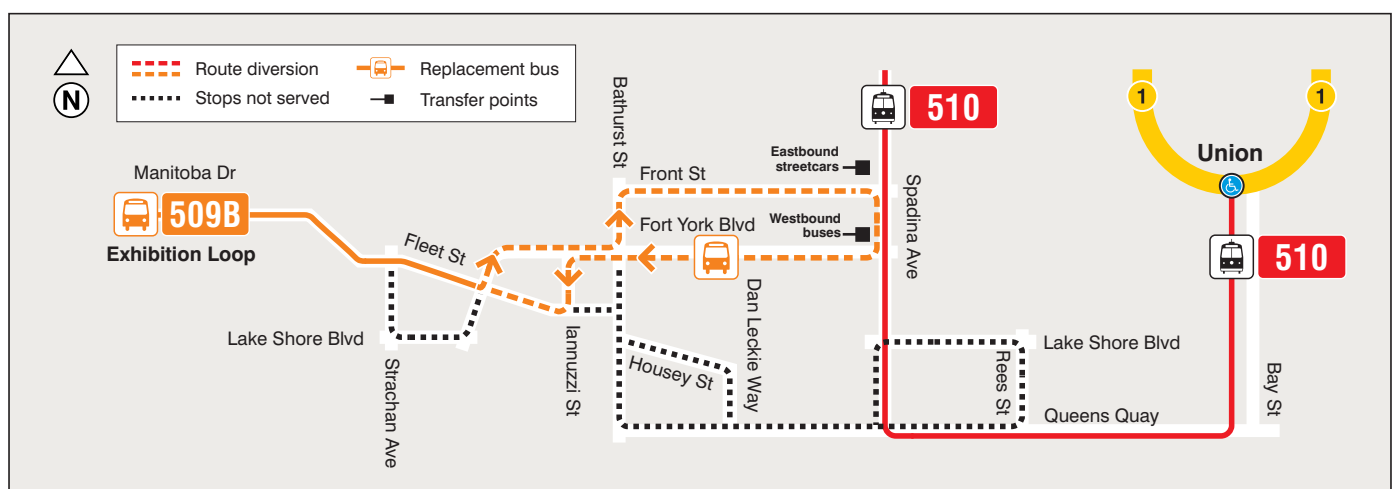 N
Route diversion
Replacement bus
Stops not served
Transfer points
Bathurst St
510
1
1
Union
Eastbound
streetcars
Manitoba Dr
Front St
Spadina Ave
509B
Fort York Blvd
Westbound
buses
Exhibition Loop
Fleet St
510
Lake Shore Blvd
Strachan Ave
Iannuzzi St
Housey St
Dan Leckie Way
Lake Shore Blvd
Rees St
Queens Quay
Bay St